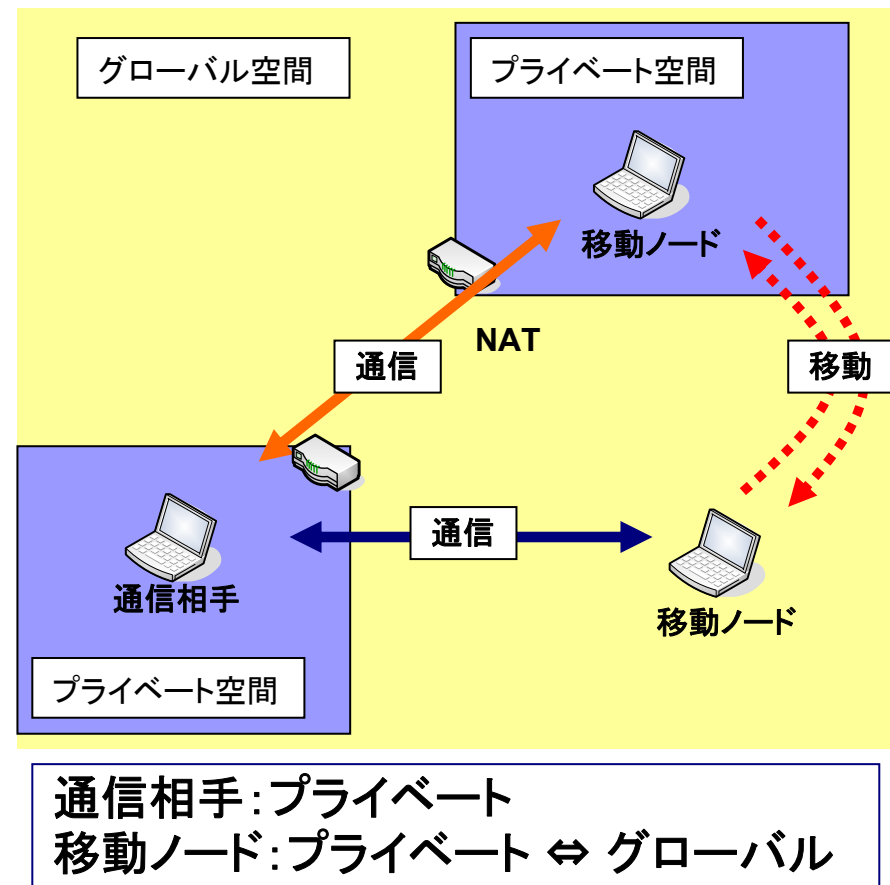 グローバル空間
プライベート空間
移動ノード
NAT
通信
移動
通信
通信相手
移動ノード
プライベート空間
通信相手：プライベート
移動ノード：プライベート ⇔ グローバル